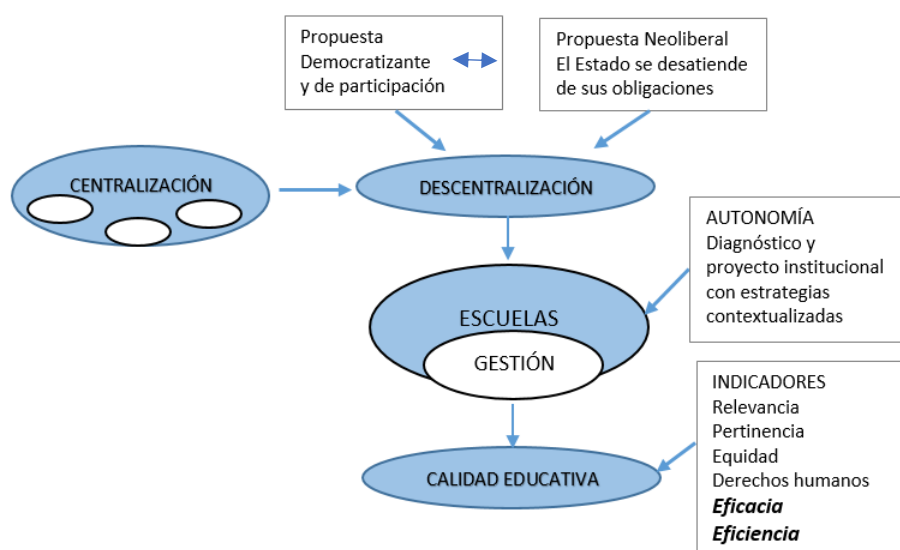 Propuesta
Democratizante
y de participación
Propuesta Neoliberal
El Estado se desatiende
de sus obligaciones
CENTRALIZACIÓN
DESCENTRALIZACIÓN
AUTONOMÍA
Diagnóstico y
proyecto institucional
con estrategias
contextualizadas
ESCUELAS
GESTIÓN
INDICADORES
Relevancia
Pertinencia
Equidad
Derechos humanos
Eficacia
Eficiencia
CALIDAD EDUCATIVA